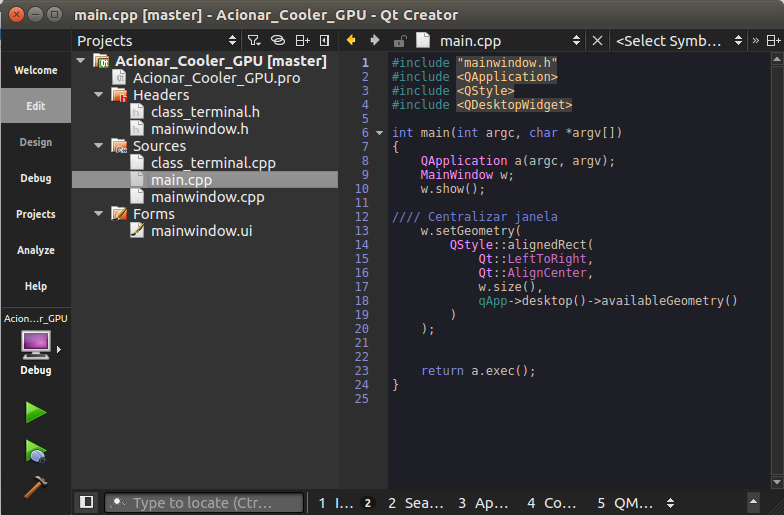 main.cpp [master] - Acionar_Cooler_GPU - Qt Creator
Projects
main.cpp
<Select Symb...
»
Welcome
Edit
Design
Debug
Projects
Analyze
Help
Acion...r_GPU
Debug
Acionar_Cooler_GPU [master]
Acionar_Cooler_GPU.pro
Headers
class_terminal.h
mainwindow.h
Sources
class_terminal.cpp
main.cpp
mainwindow.cpp
Forms
mainwindow.ui
1 #include "mainwindow.h"
2 #include <QApplication>
3 #include <QStyle>
4 #include <QDesktopWidget>
5
6 int main(int argc, char *argv[])
7 {
8 QApplication a(argc, argv);
9 MainWindow w;
10 w.show();
11
12 //// Centralizar janela
13 w.setGeometry(
14 QStyle::alignedRect(
15 Qt::LeftToRight,
16 Qt::AlignCenter,
17 w.size(),
18 qApp->desktop()->availableGeometry()
19 )
20 );
21
22
23 return a.exec();
24 }
25
Type to locate (Ctr...
1 I... 2
2 Sea...
3 Ap...
4 Co...
5 QM...